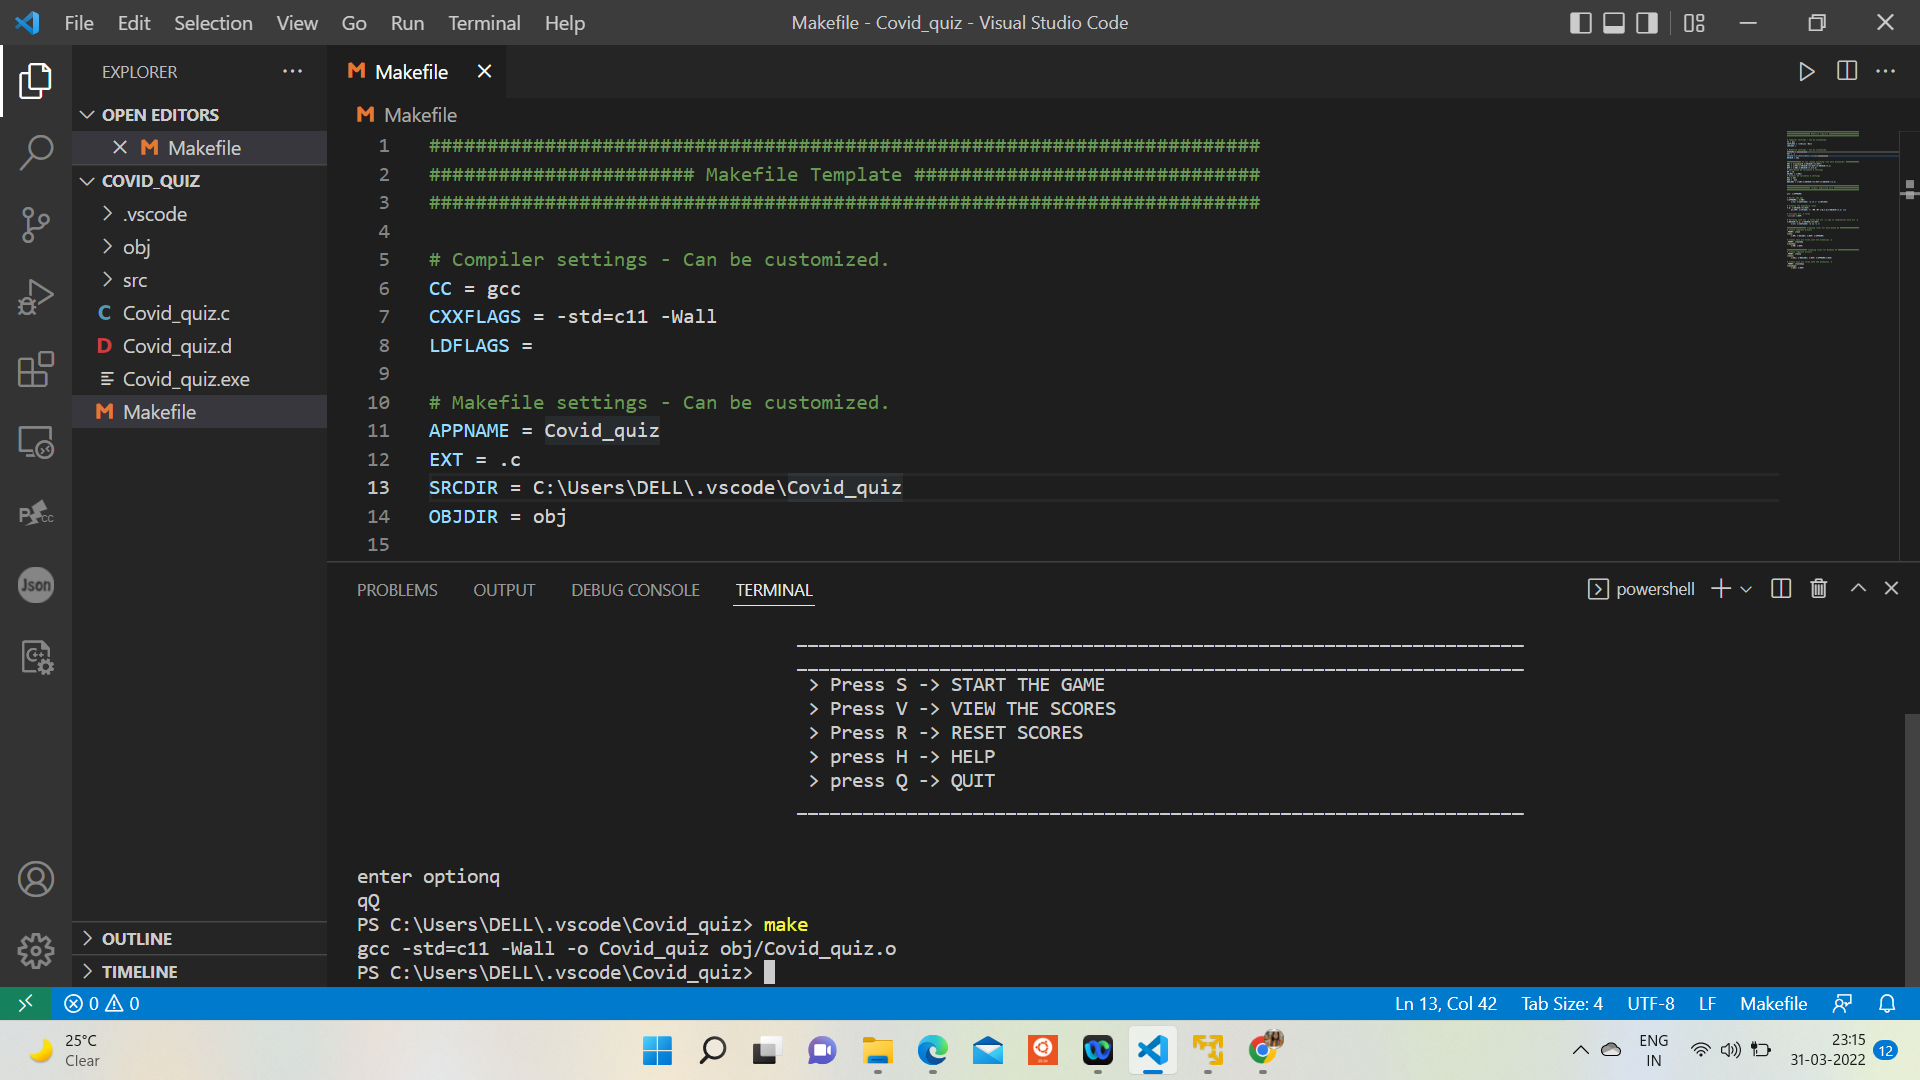 File Edit Selection View Go Run Terminal Help
Makefile - Covid_quiz - Visual Studio Code
EXPLORER
Makefile
OPEN EDITORS
Makefile
COVID_QUIZ
.vscode
obj
src
C Covid_quiz.c
D Covid_quiz.d
Covid_quiz.exe
M Makefile
OUTLINE
TIMELINE
M Makefile
1 ########################################################################
2 ####################### Makefile Template ##############################
3 ########################################################################
4
5 # Compiler settings - Can be customized.
6 CC = gcc
7 CXXFLAGS = -std=c11 -Wall
8 LDFLAGS =
9
10 # Makefile settings - Can be customized.
11 APPNAME = Covid_quiz
12 EXT = .c
13 SRCDIR = C:\Users\DELL\.vscode\Covid_quiz
14 OBJDIR = obj
15
PROBLEMS OUTPUT DEBUG CONSOLE TERMINAL
powershell
> Press S -> START THE GAME
> Press V -> VIEW THE SCORES
> Press R -> RESET SCORES
> press H -> HELP
> press Q -> QUIT
enter optionq
qQ
PS C:\Users\DELL\.vscode\Covid_quiz> make
gcc -std=c11 -Wall -o Covid_quiz obj/Covid_quiz.o
PS C:\Users\DELL\.vscode\Covid_quiz>
0 0
Ln 13, Col 42 Tab Size: 4 UTF-8 LF Makefile
25°C
Clear
ENG
IN
23:15
31-03-2022
12
Json